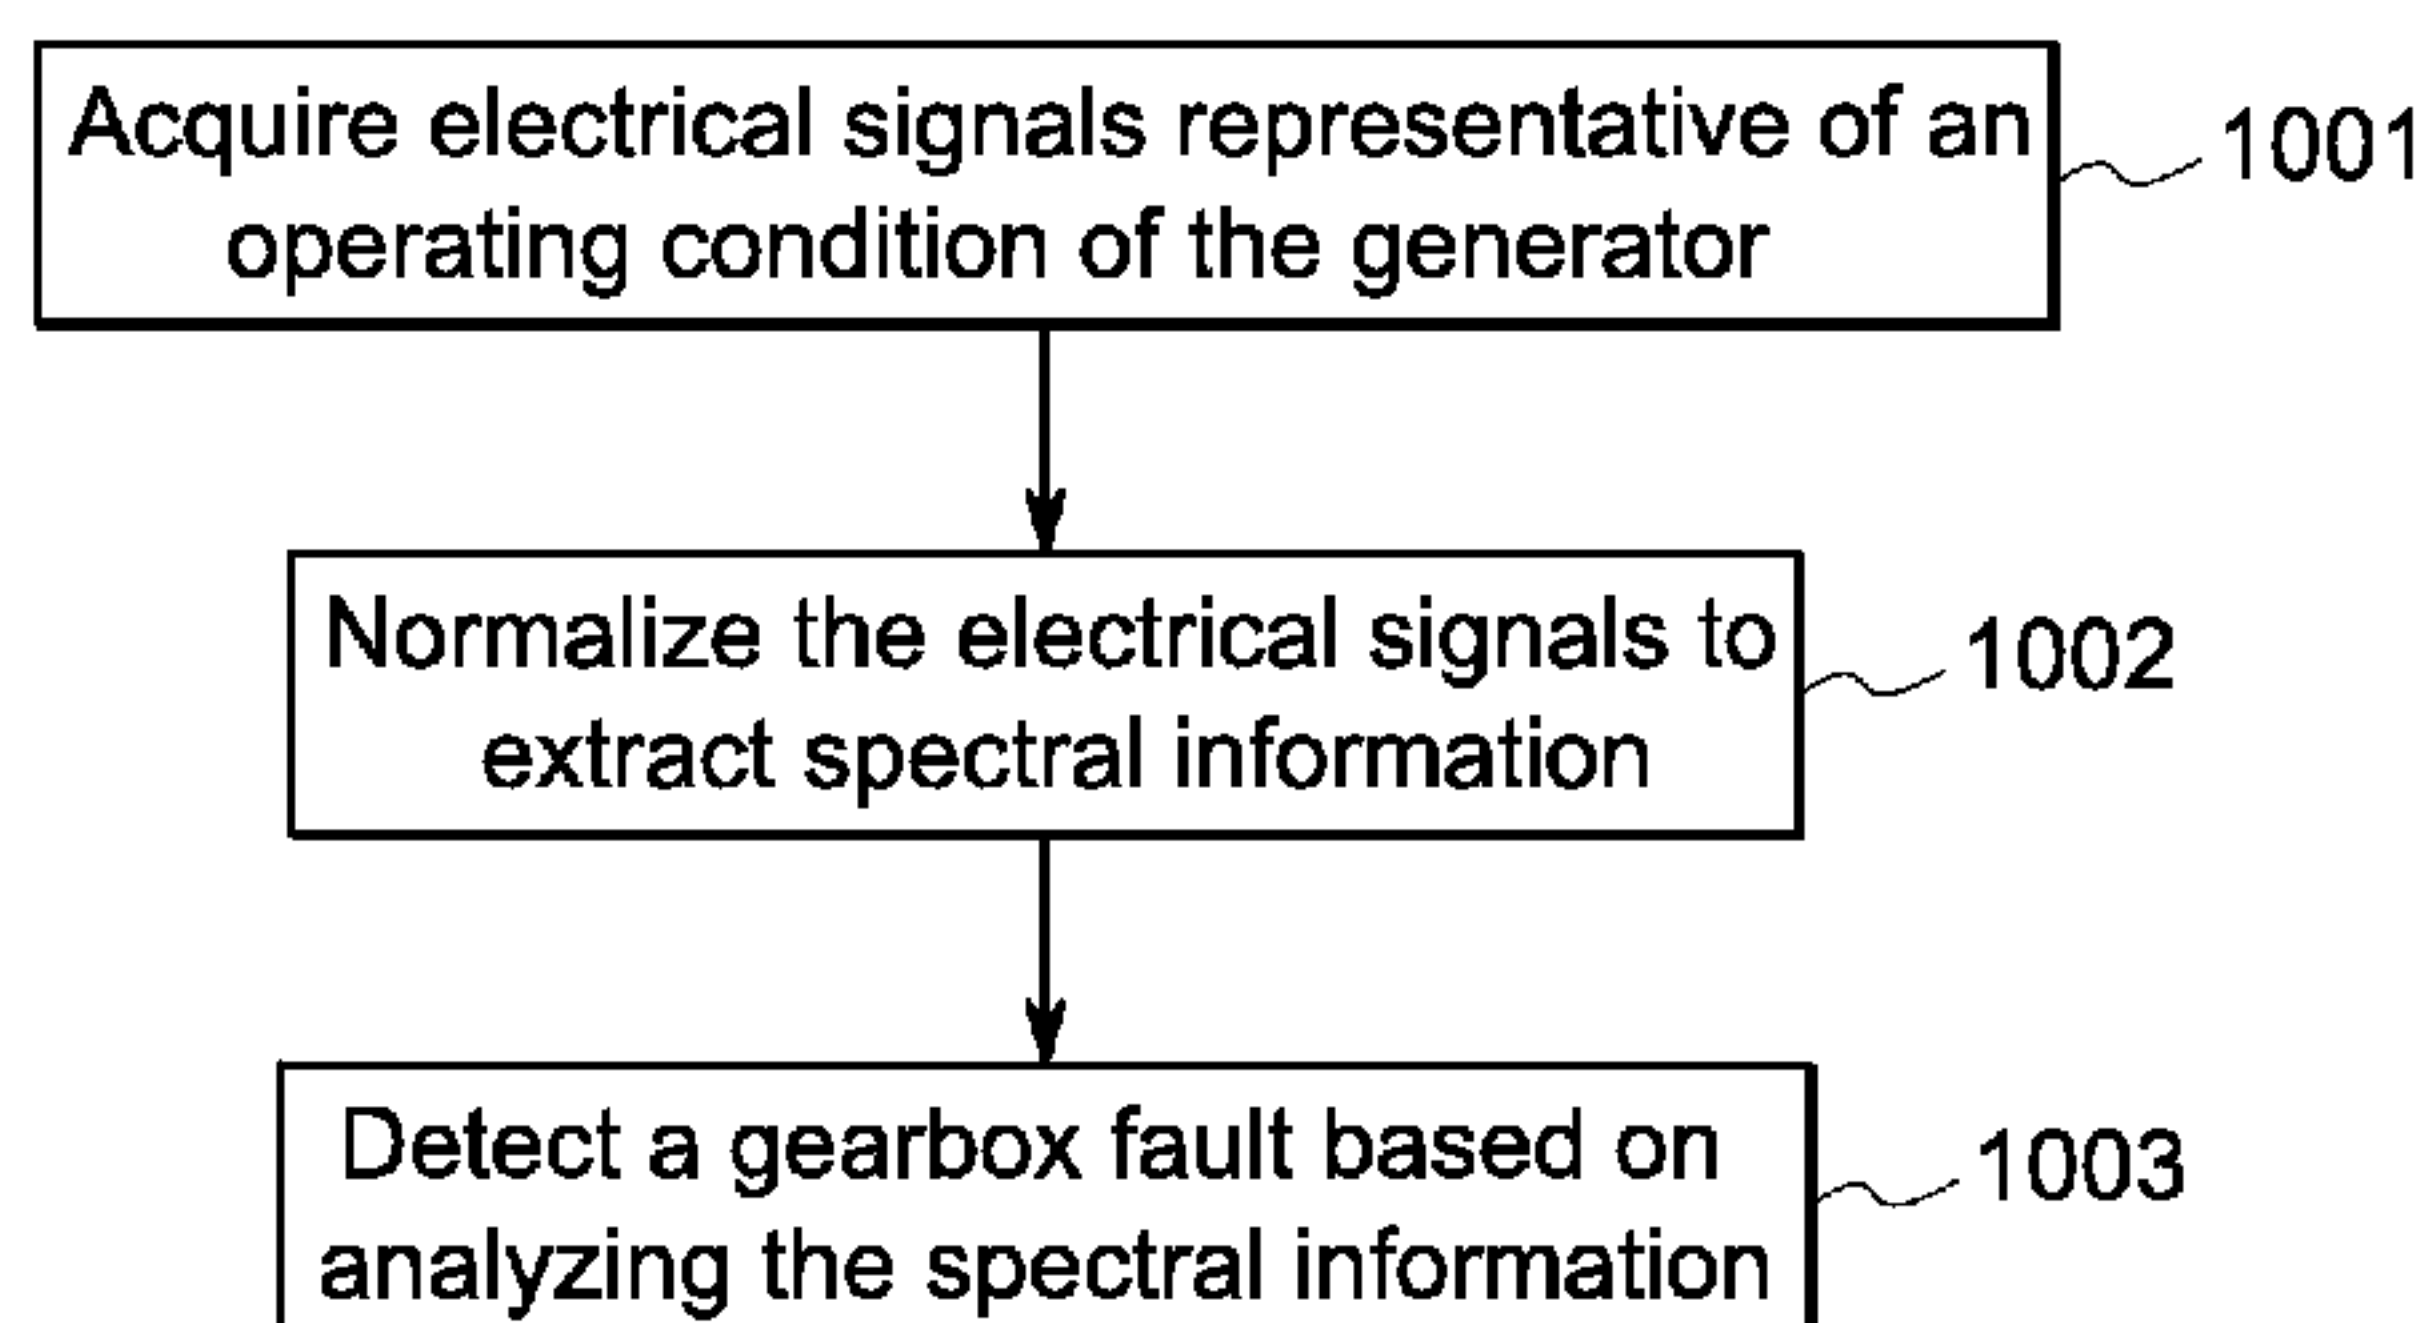 Acquire electrical signals representative of an
operating condition of the generator
1001
Normalize the electrical signals to
extract spectral information
1002
Detect a gearbox fault based on
analyzing the spectral information
1003